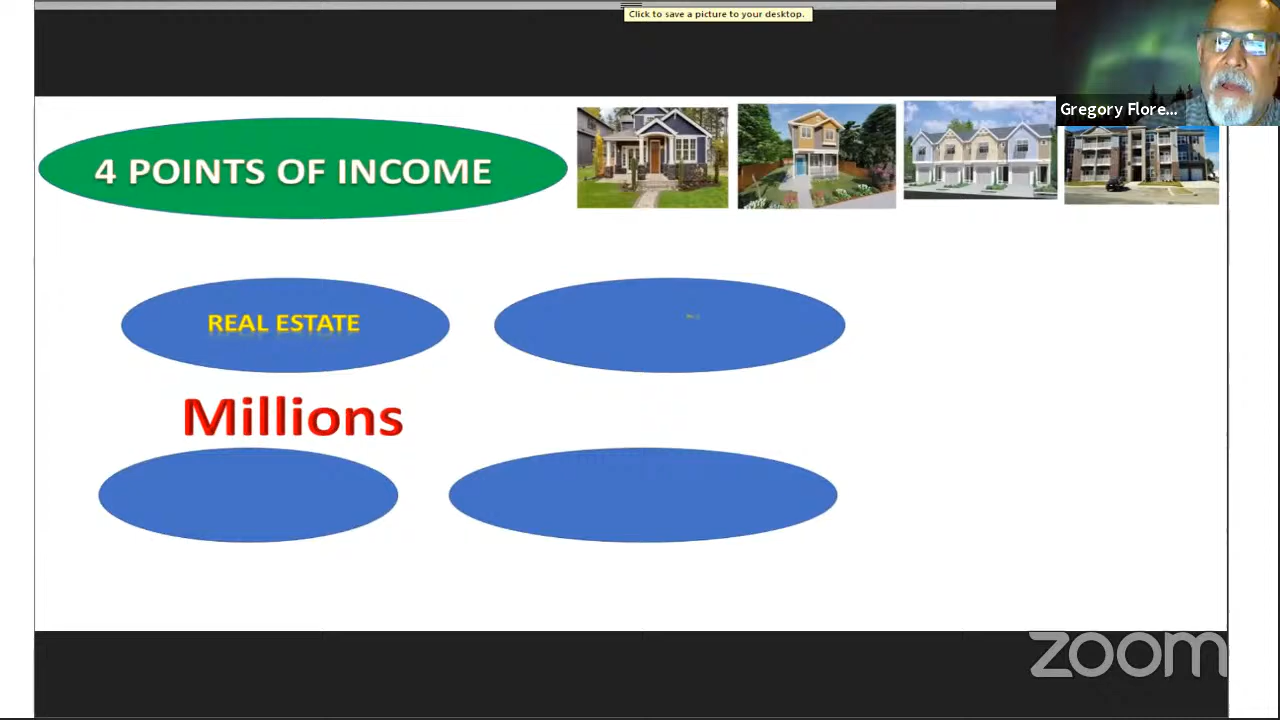 Click to save a picture to your desktop.
Gregory Flore...
4 POINTS OF INCOME
REAL ESTATE
Millions
zoom